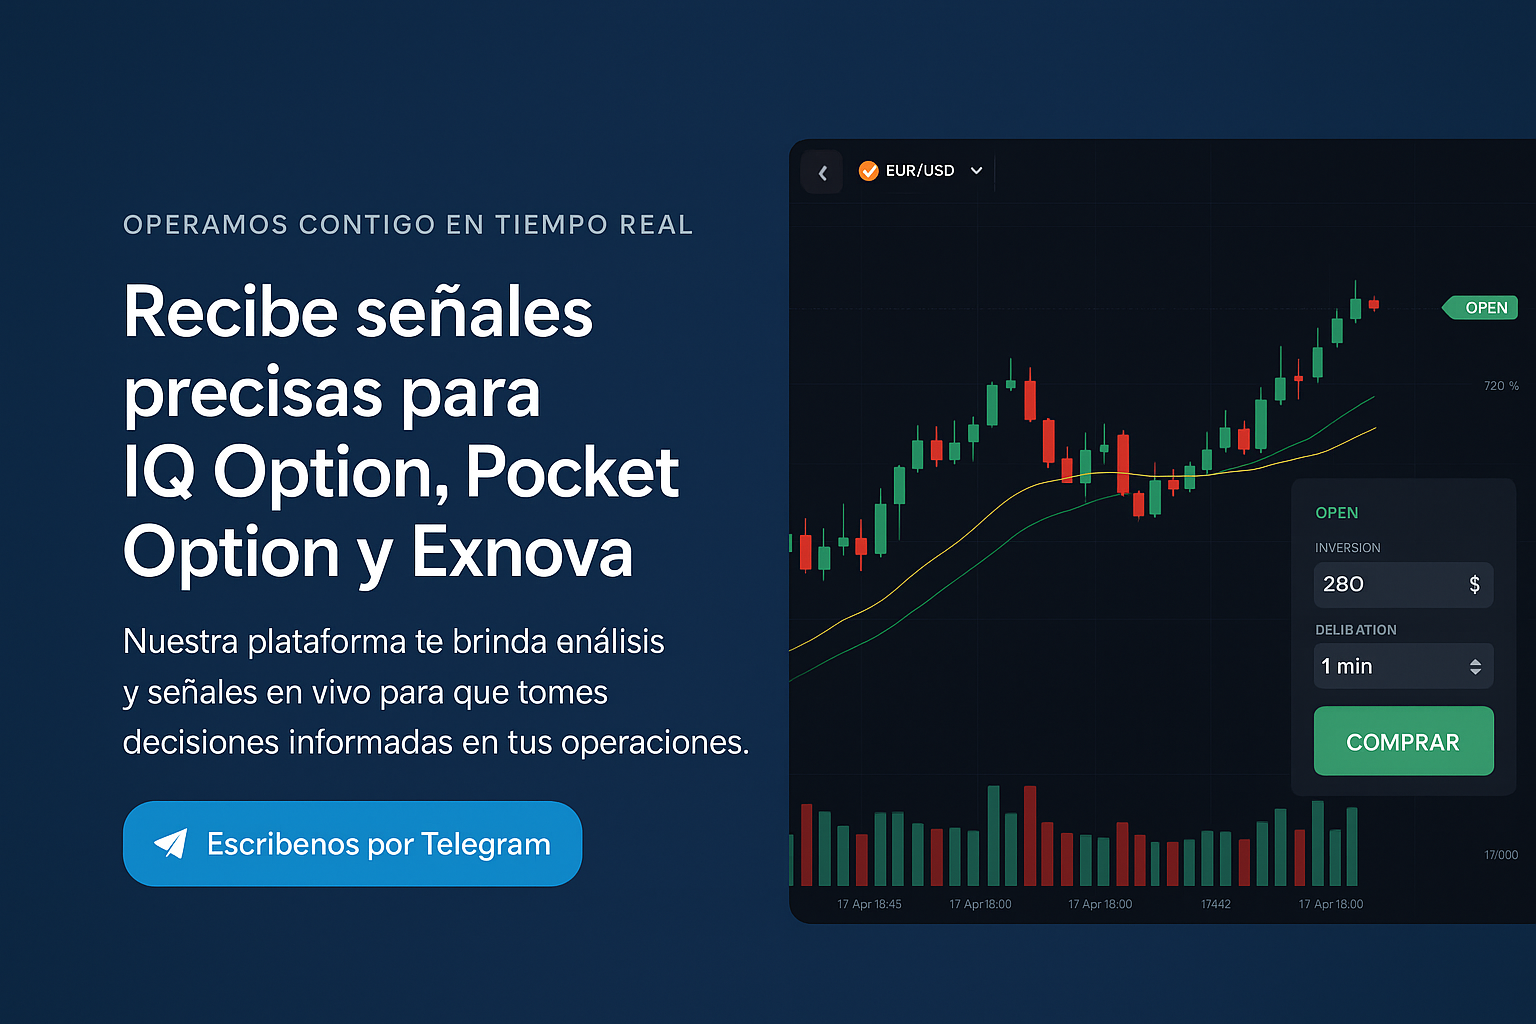 OPERAMOS CONTIGO EN TIEMPO REAL
Recibe señales
precisas para
IQ Option, Pocket
Option y Exnova
Nuestra plataforma te brinda enálisis
y señales en vivo para que tomes
decisiones informadas en tus operaciones.
Escribenos por Telegram
EUR/USD
OPEN
720 %
OPEN
INVERSION
280 $
DELIBATION
1 min
COMPRAR
17/000
17 Apr 18:45 17 Apr 18:00 17 Apr 18:00 17442 17 Apr 18.00